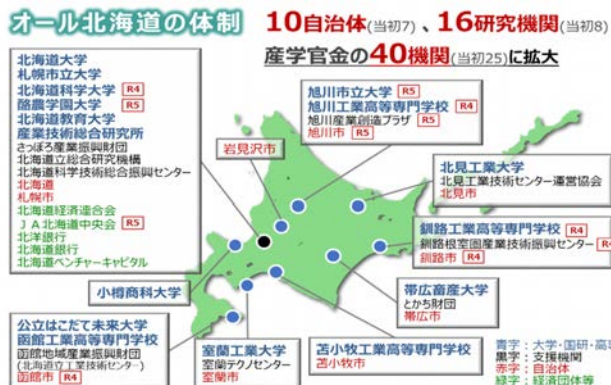 オール北海道の体制
10自治体(当初7)、16研究機関(当初8)
産学官金の40機関(当初25)に拡大
北海道大学
札幌市立大学
北海道科学大学 R4
酪農学園大学 R5
北海道教育大学
産業技術総合研究所
さっぽろ産業振興財団
北海道立総合研究機構
北海道科学技術総合振興センター
北海道
札幌市
北海道経済連合会
JA北海道中央会 R5
北洋銀行
北海道銀行
北海道ベンチャーキャピタル
岩見沢市
旭川市立大学 R5
旭川工業高等専門学校 R4
旭川産業創造プラザ R5
旭川市 R5
北見工業大学
北見工業技術センター運営協会
北見市
釧路工業高等専門学校 R4
釧路根室圏産業技術振興センター R4
釧路市 R4
小樽商科大学
帯広畜産大学
とかち財団
帯広市
公立はこだて未来大学
函館工業高等専門学校
函館地域産業振興財団
(北海道立工業技術センター)
函館市 R4
室蘭工業大学
室蘭テクノセンター
室蘭市
苫小牧工業高等専門学校
苫小牧市
青字：大学・国研・高専
黒字：支援機関
赤字：自治体
緑字：経済団体等